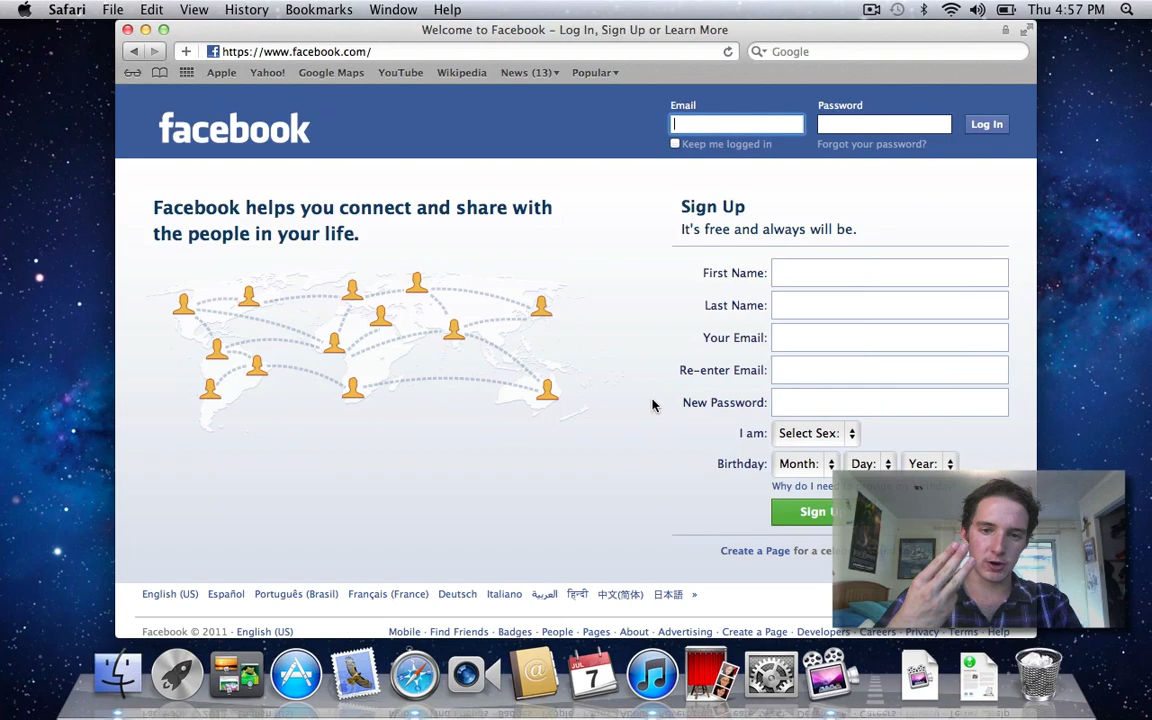 Safari File Edit View History Bookmarks Window Help Thu 4:57 PM
Welcome to Facebook – Log In, Sign Up or Learn More
https://www.facebook.com/ Google
Apple Yahoo! Google Maps YouTube Wikipedia News (13) Popular
Email Password
facebook
Log In
Keep me logged in Forgot your password?
Facebook helps you connect and share with
the people in your life.
Sign Up
It's free and always will be.
First Name:
Last Name:
Your Email:
Re-enter Email:
New Password:
I am: Select Sex:
Birthday: Month: Day: Year:
Why do I need
Sign U
Create a Page for a cele
English (US) Español Português (Brasil) Français (France) Deutsch Italiano العربية हिन्दी 中文(简体) 日本語 »
Facebook © 2011 · English (US)
Mobile · Find Friends · Badges · People · Pages · About · Advertising · Create a Page · Developers · Careers · Privacy · Terms · Help
JUL
7